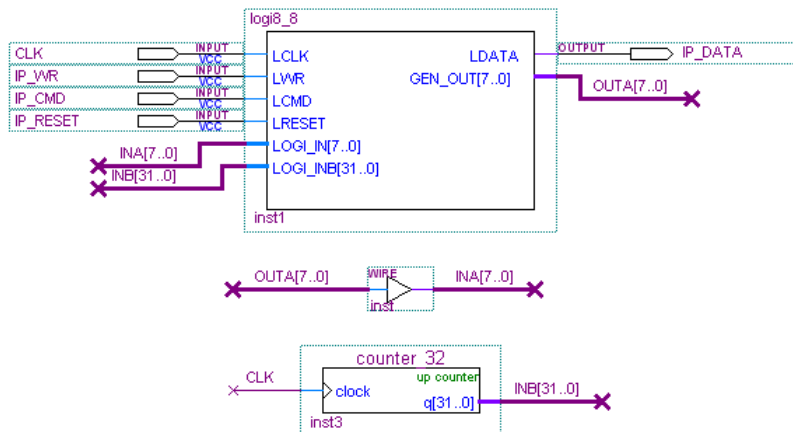 logi8_8
CLK INPUT VCC LCLK LDATA OUTPUT IP_DATA
IP_WR INPUT VCC LWR GEN_OUT[7..0] OUTA[7..0]
IP_CMD INPUT VCC LCMD
IP_RESET INPUT VCC LRESET
INA[7..0] LOGI_IN[7..0]
INB[31..0] LOGI_INB[31..0]
inst1
OUTA[7..0] WIRE INA[7..0]
inst
counter_32
CLK up counter
clock INB[31..0]
q[31..0]
inst3